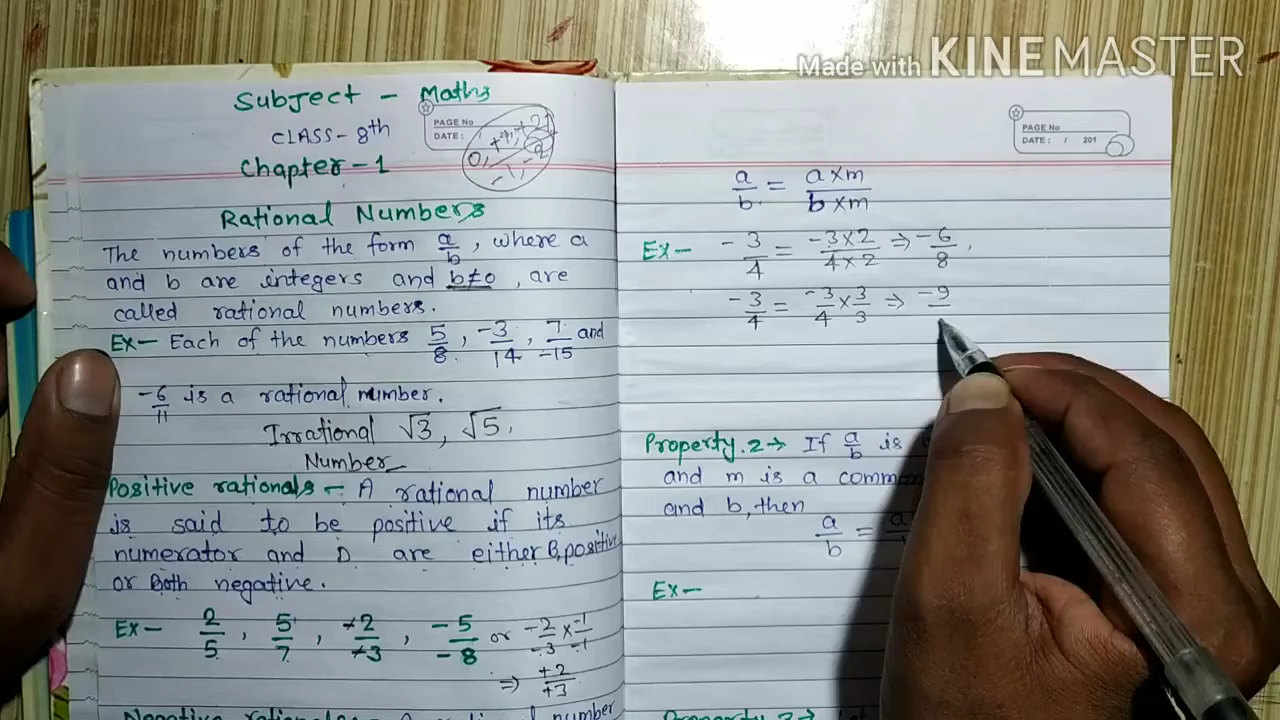 Made with KINEMASTER
Subject - Maths
PAGE No
DATE :
CLASS - 8th
Chapter - 1
Rational Numbers
The numbers of the form a/b, where a
and b are integers and b≠0, are
called rational numbers.
Ex- Each of the numbers 5/8, -3/14, 7/-15 and
-6/11 is a rational number.
Irrational √3, √5.
Number
Positive rationals - A rational number
is said to be positive if its
numerator and D are either B, positive
or Both negative.
Ex- 2/5, 5/7, -2/-3, -5/-8 or -2/-3 × -1/-1
⇒ +2/+3
Negative rationals - A rational number
PAGE No
DATE : / 201
a/b = a×m/b×m
Ex- -3/4 = -3×2/4×2 ⇒ -6/8,
-3/4 = -3/4 × 3/3 ⇒ -9
Property.2→ If a/b is
and m is a
and b, then
a/b =
Ex-
Property